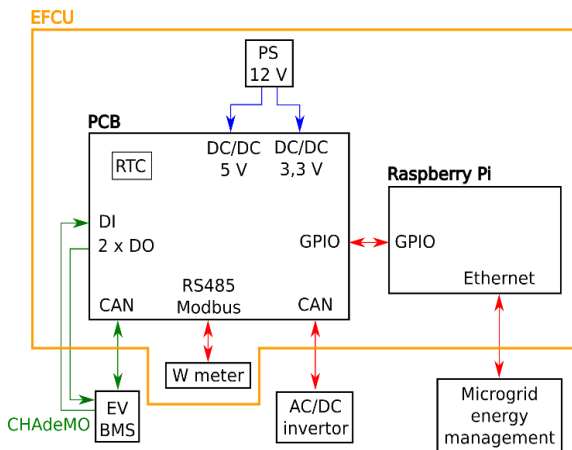 EFCU
PS
12 V
PCB
RTC
DC/DC
5 V
DC/DC
3,3 V
Raspberry Pi
DI
2 x DO
GPIO
GPIO
Ethernet
CAN
RS485
Modbus
CAN
W meter
CHAdeMO
EV
BMS
AC/DC
invertor
Microgrid
energy
management